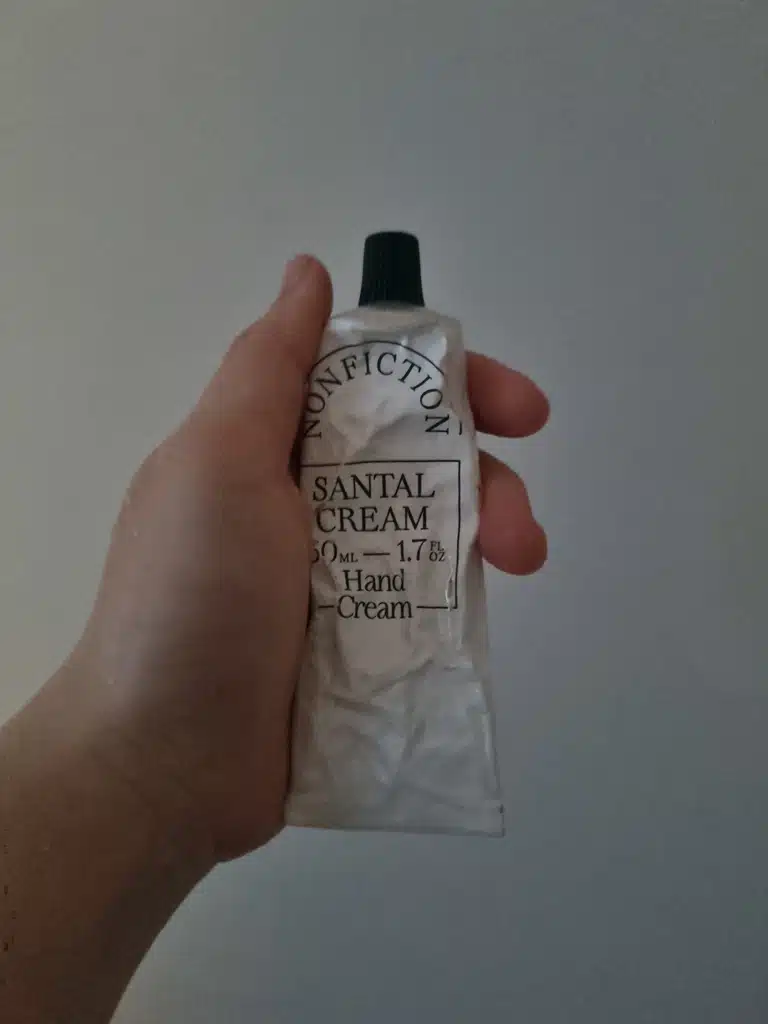 NONFICTION
SANTAL
CREAM
50ML — 1.7 FL OZ
Hand
Cream